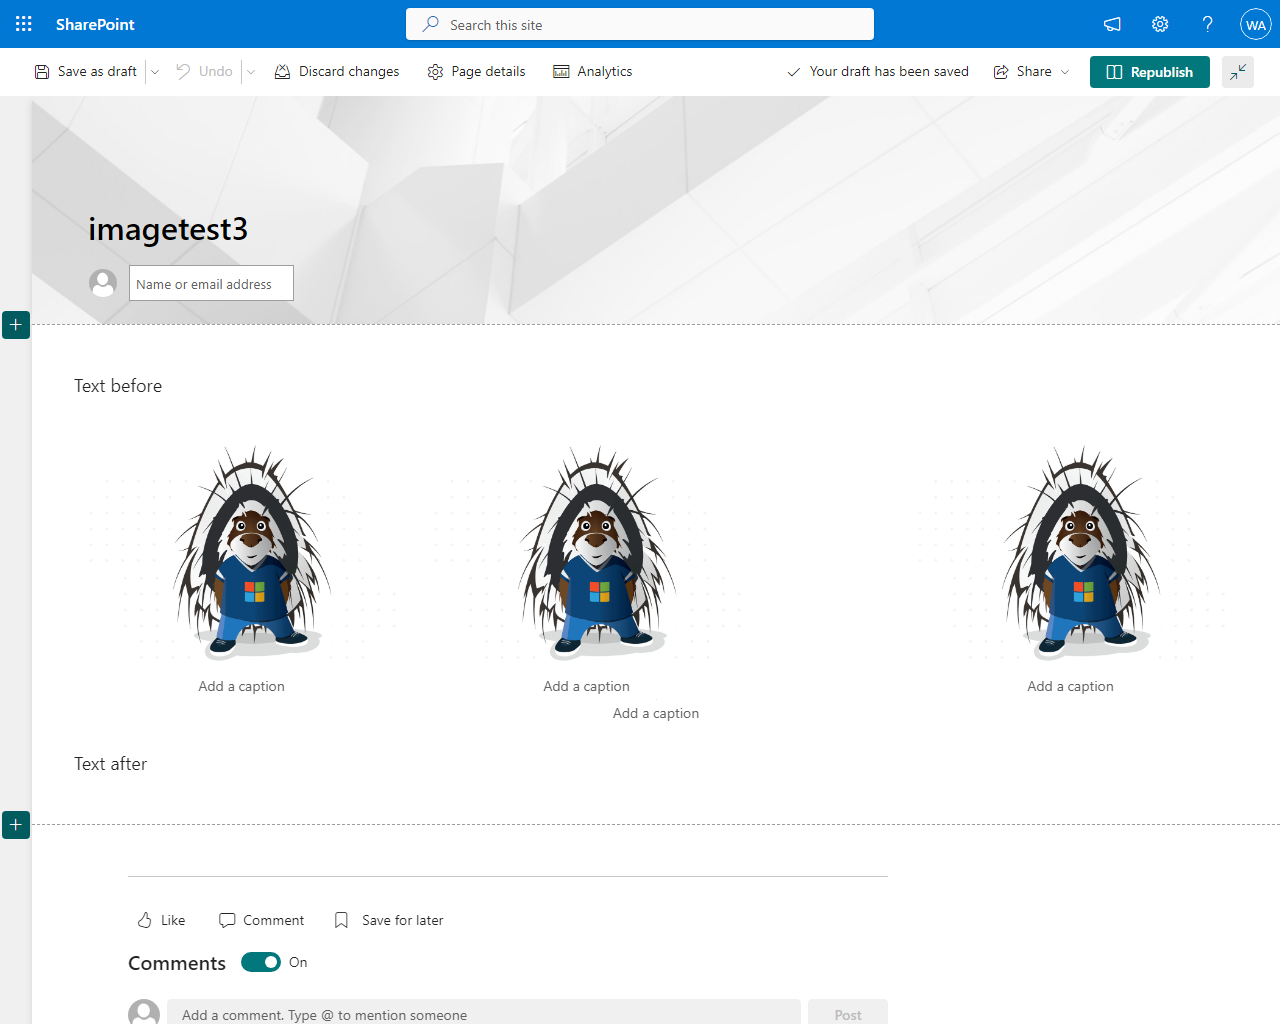 SharePoint
Search this site
WA
Save as draft
Undo
Discard changes
Page details
Analytics
Your draft has been saved
Share
Republish
imagetest3
Name or email address
Text before
Add a caption
Add a caption
Add a caption
Add a caption
Text after
Like
Comment
Save for later
Comments
On
Add a comment. Type @ to mention someone
Post